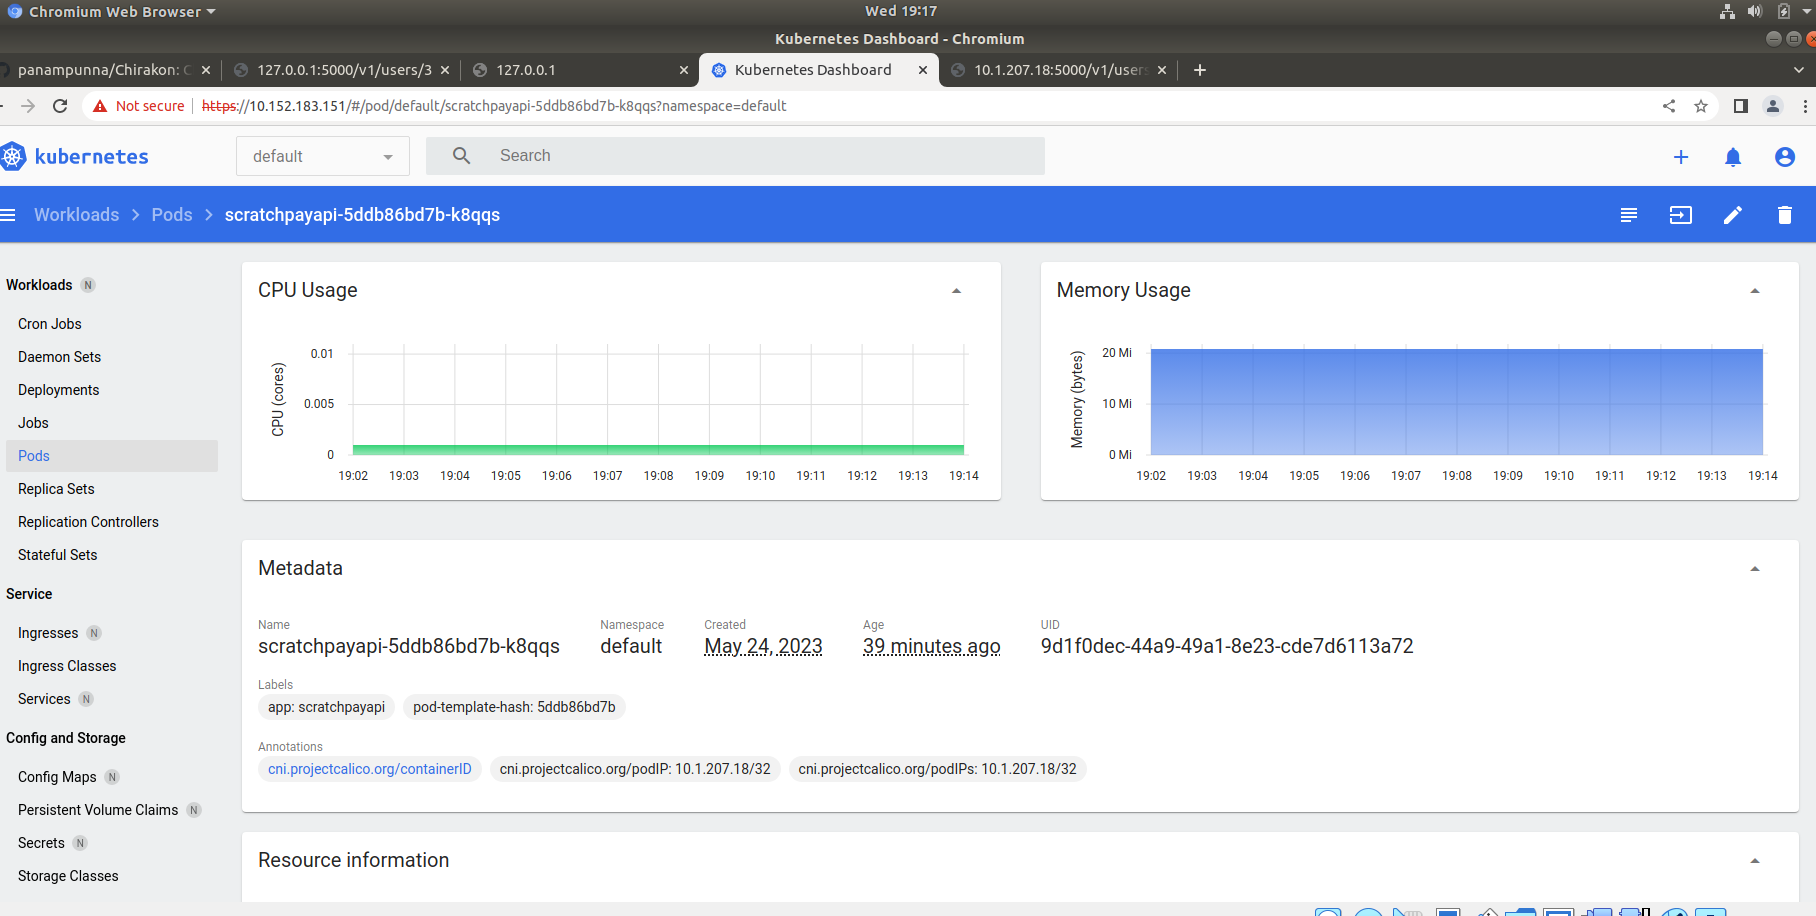 Chromium Web Browser
Wed 19:17
Kubernetes Dashboard - Chromium
panampunna/Chirakon: C
127.0.0.1:5000/v1/users/3
127.0.0.1
Kubernetes Dashboard
10.1.207.18:5000/v1/users
Not secure
https://10.152.183.151/#/pod/default/scratchpayapi-5ddb86bd7b-k8qqs?namespace=default
kubernetes
default
Search
Workloads
Pods
scratchpayapi-5ddb86bd7b-k8qqs
Workloads N
Cron Jobs
Daemon Sets
Deployments
Jobs
Pods
Replica Sets
Replication Controllers
Stateful Sets
Service
Ingresses N
Ingress Classes
Services N
Config and Storage
Config Maps N
Persistent Volume Claims N
Secrets N
Storage Classes
CPU Usage
CPU (cores)
0.01
0.005
0
19:02 19:03 19:04 19:05 19:06 19:07 19:08 19:09 19:10 19:11 19:12 19:13 19:14
Memory Usage
Memory (bytes)
20 Mi
10 Mi
0 Mi
19:02 19:03 19:04 19:05 19:06 19:07 19:08 19:09 19:10 19:11 19:12 19:13 19:14
Metadata
Name
scratchpayapi-5ddb86bd7b-k8qqs
Namespace
default
Created
May 24, 2023
Age
39 minutes ago
UID
9d1f0dec-44a9-49a1-8e23-cde7d6113a72
Labels
app: scratchpayapi
pod-template-hash: 5ddb86bd7b
Annotations
cni.projectcalico.org/containerID
cni.projectcalico.org/podIP: 10.1.207.18/32
cni.projectcalico.org/podIPs: 10.1.207.18/32
Resource information